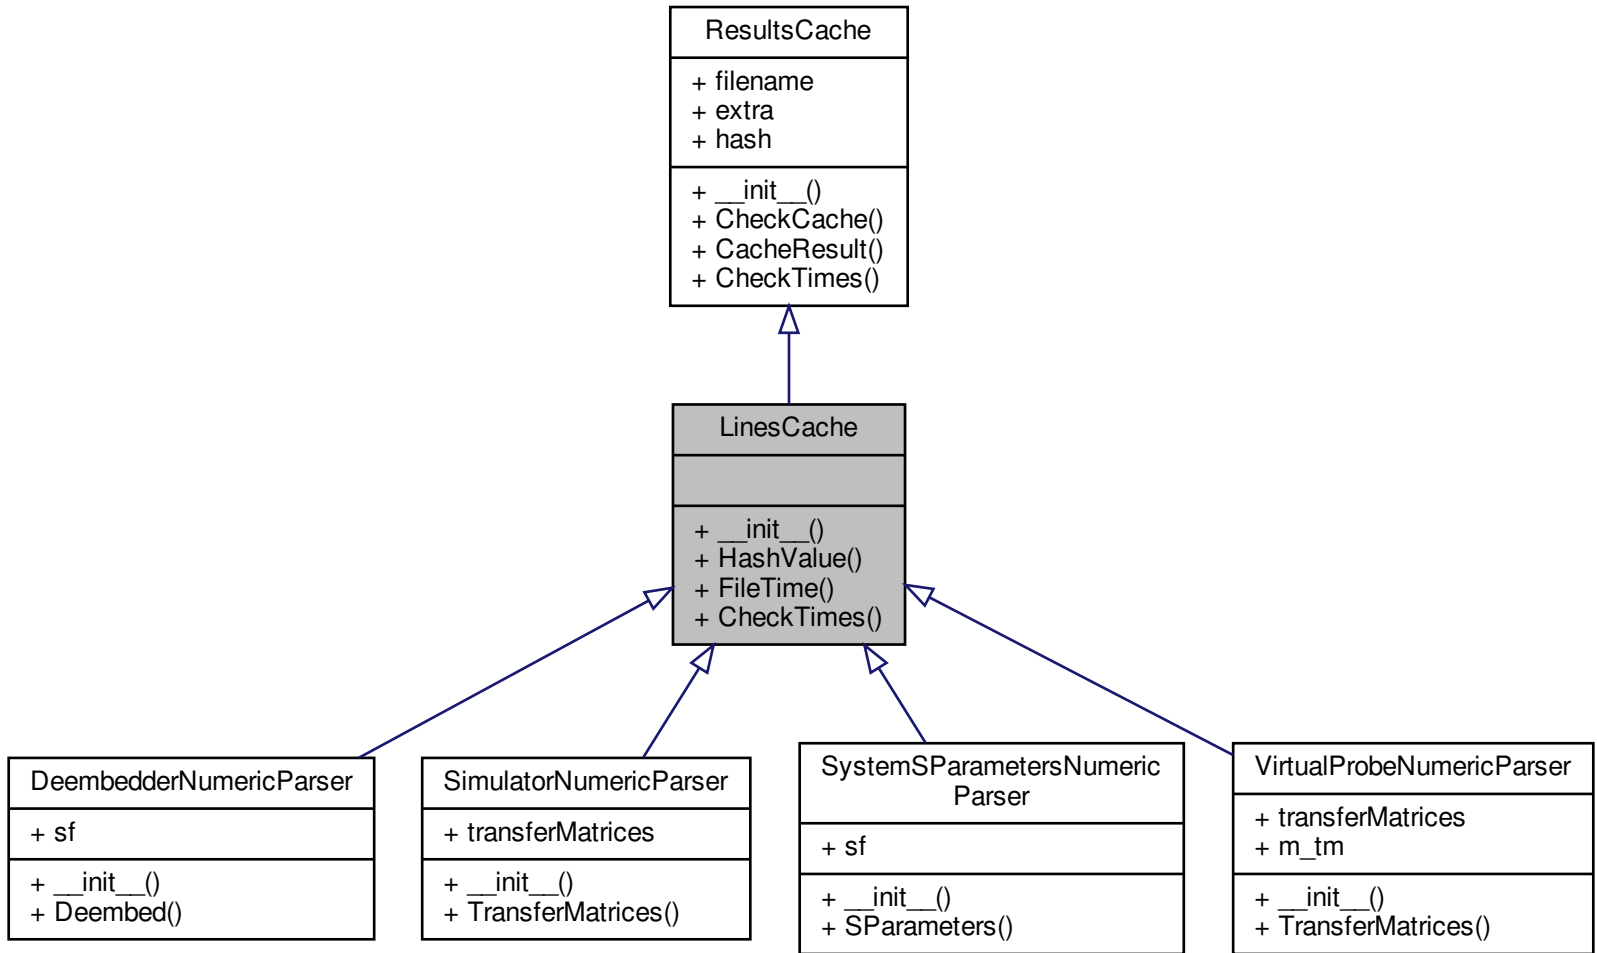 ResultsCache
+ filename
+ extra
+ hash
+ __init__()
+ CheckCache()
+ CacheResult()
+ CheckTimes()
LinesCache
+ __init__()
+ HashValue()
+ FileTime()
+ CheckTimes()
DeembedderNumericParser
+ sf
+ __init__()
+ Deembed()
SimulatorNumericParser
+ transferMatrices
+ __init__()
+ TransferMatrices()
SystemSParametersNumeric
Parser
+ sf
+ __init__()
+ SParameters()
VirtualProbeNumericParser
+ transferMatrices
+ m_tm
+ __init__()
+ TransferMatrices()